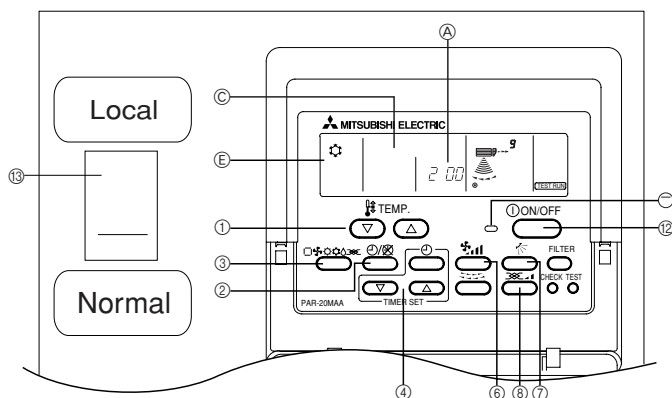 Ⓐ
Local
Ⓒ
MITSUBISHI ELECTRIC
Ⓔ
9
⑬
2 00
TEST RUN
TEMP.
ON/OFF
①
⑫
③
FILTER
②
CHECK TEST
Normal
PAR-20MAA
TIMER SET
④
⑥
⑧
⑦